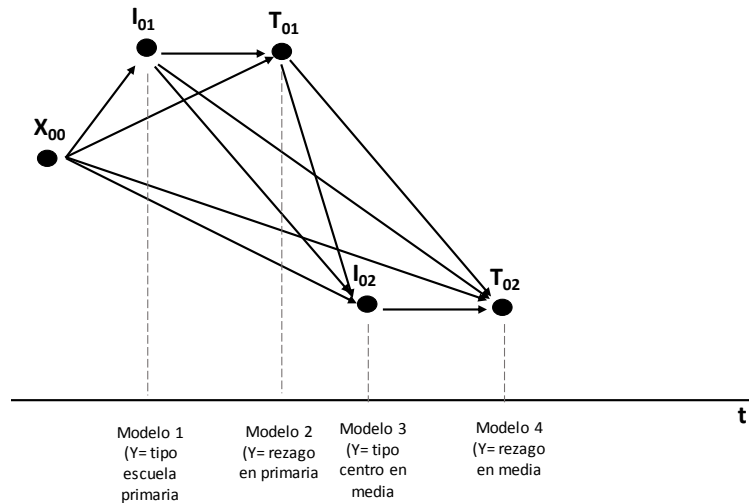 I01
T01
X00
I02
T02
t
Modelo 1
(Y= tipo
escuela
primaria
Modelo 2
(Y= rezago
en primaria
Modelo 3
(Y= tipo
centro en
media
Modelo 4
(Y= rezago
en media